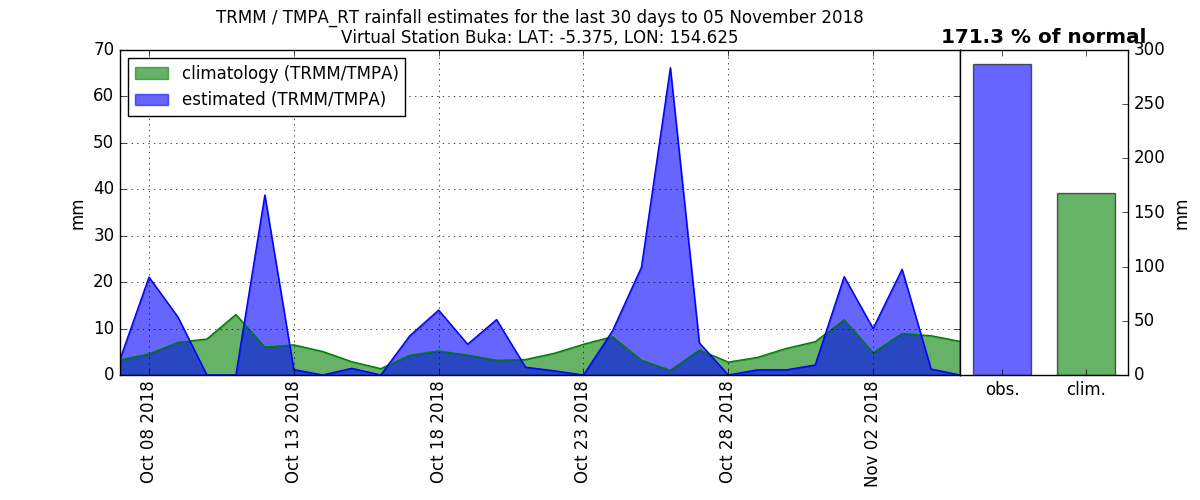 TRMM / TMPA_RT rainfall estimates for the last 30 days to 05 November 2018
Virtual Station Buka: LAT: -5.375, LON: 154.625
171.3 % of normal
climatology (TRMM/TMPA)
estimated (TRMM/TMPA)
70
60
50
40
30
20
10
0
mm
Oct 08 2018
Oct 13 2018
Oct 18 2018
Oct 23 2018
Oct 28 2018
Nov 02 2018
300
250
200
150
100
50
0
mm
obs.
clim.